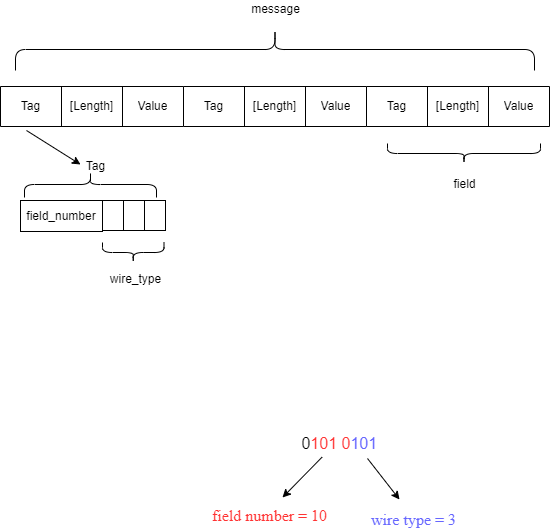 message
Tag [Length] Value Tag [Length] Value Tag [Length] Value
Tag
field
field_number
wire_type
0101 0101
field number = 10
wire type = 3